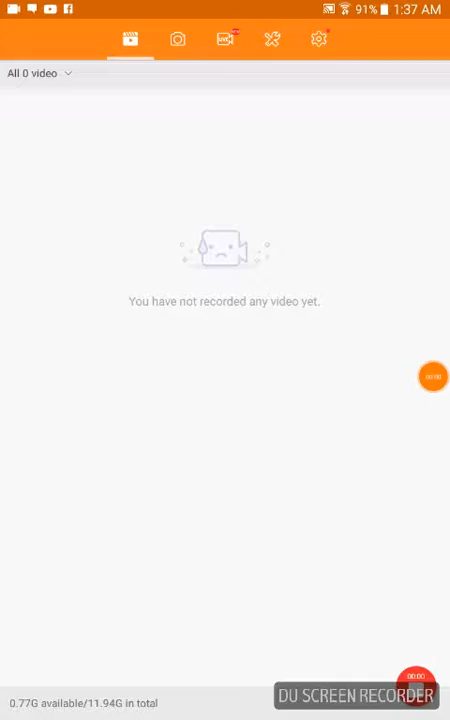 91% 1:37 AM
LIVE
All 0 video
You have not recorded any video yet.
00:00
00:00
DU SCREEN RECORDER
0.77G available/11.94G in total